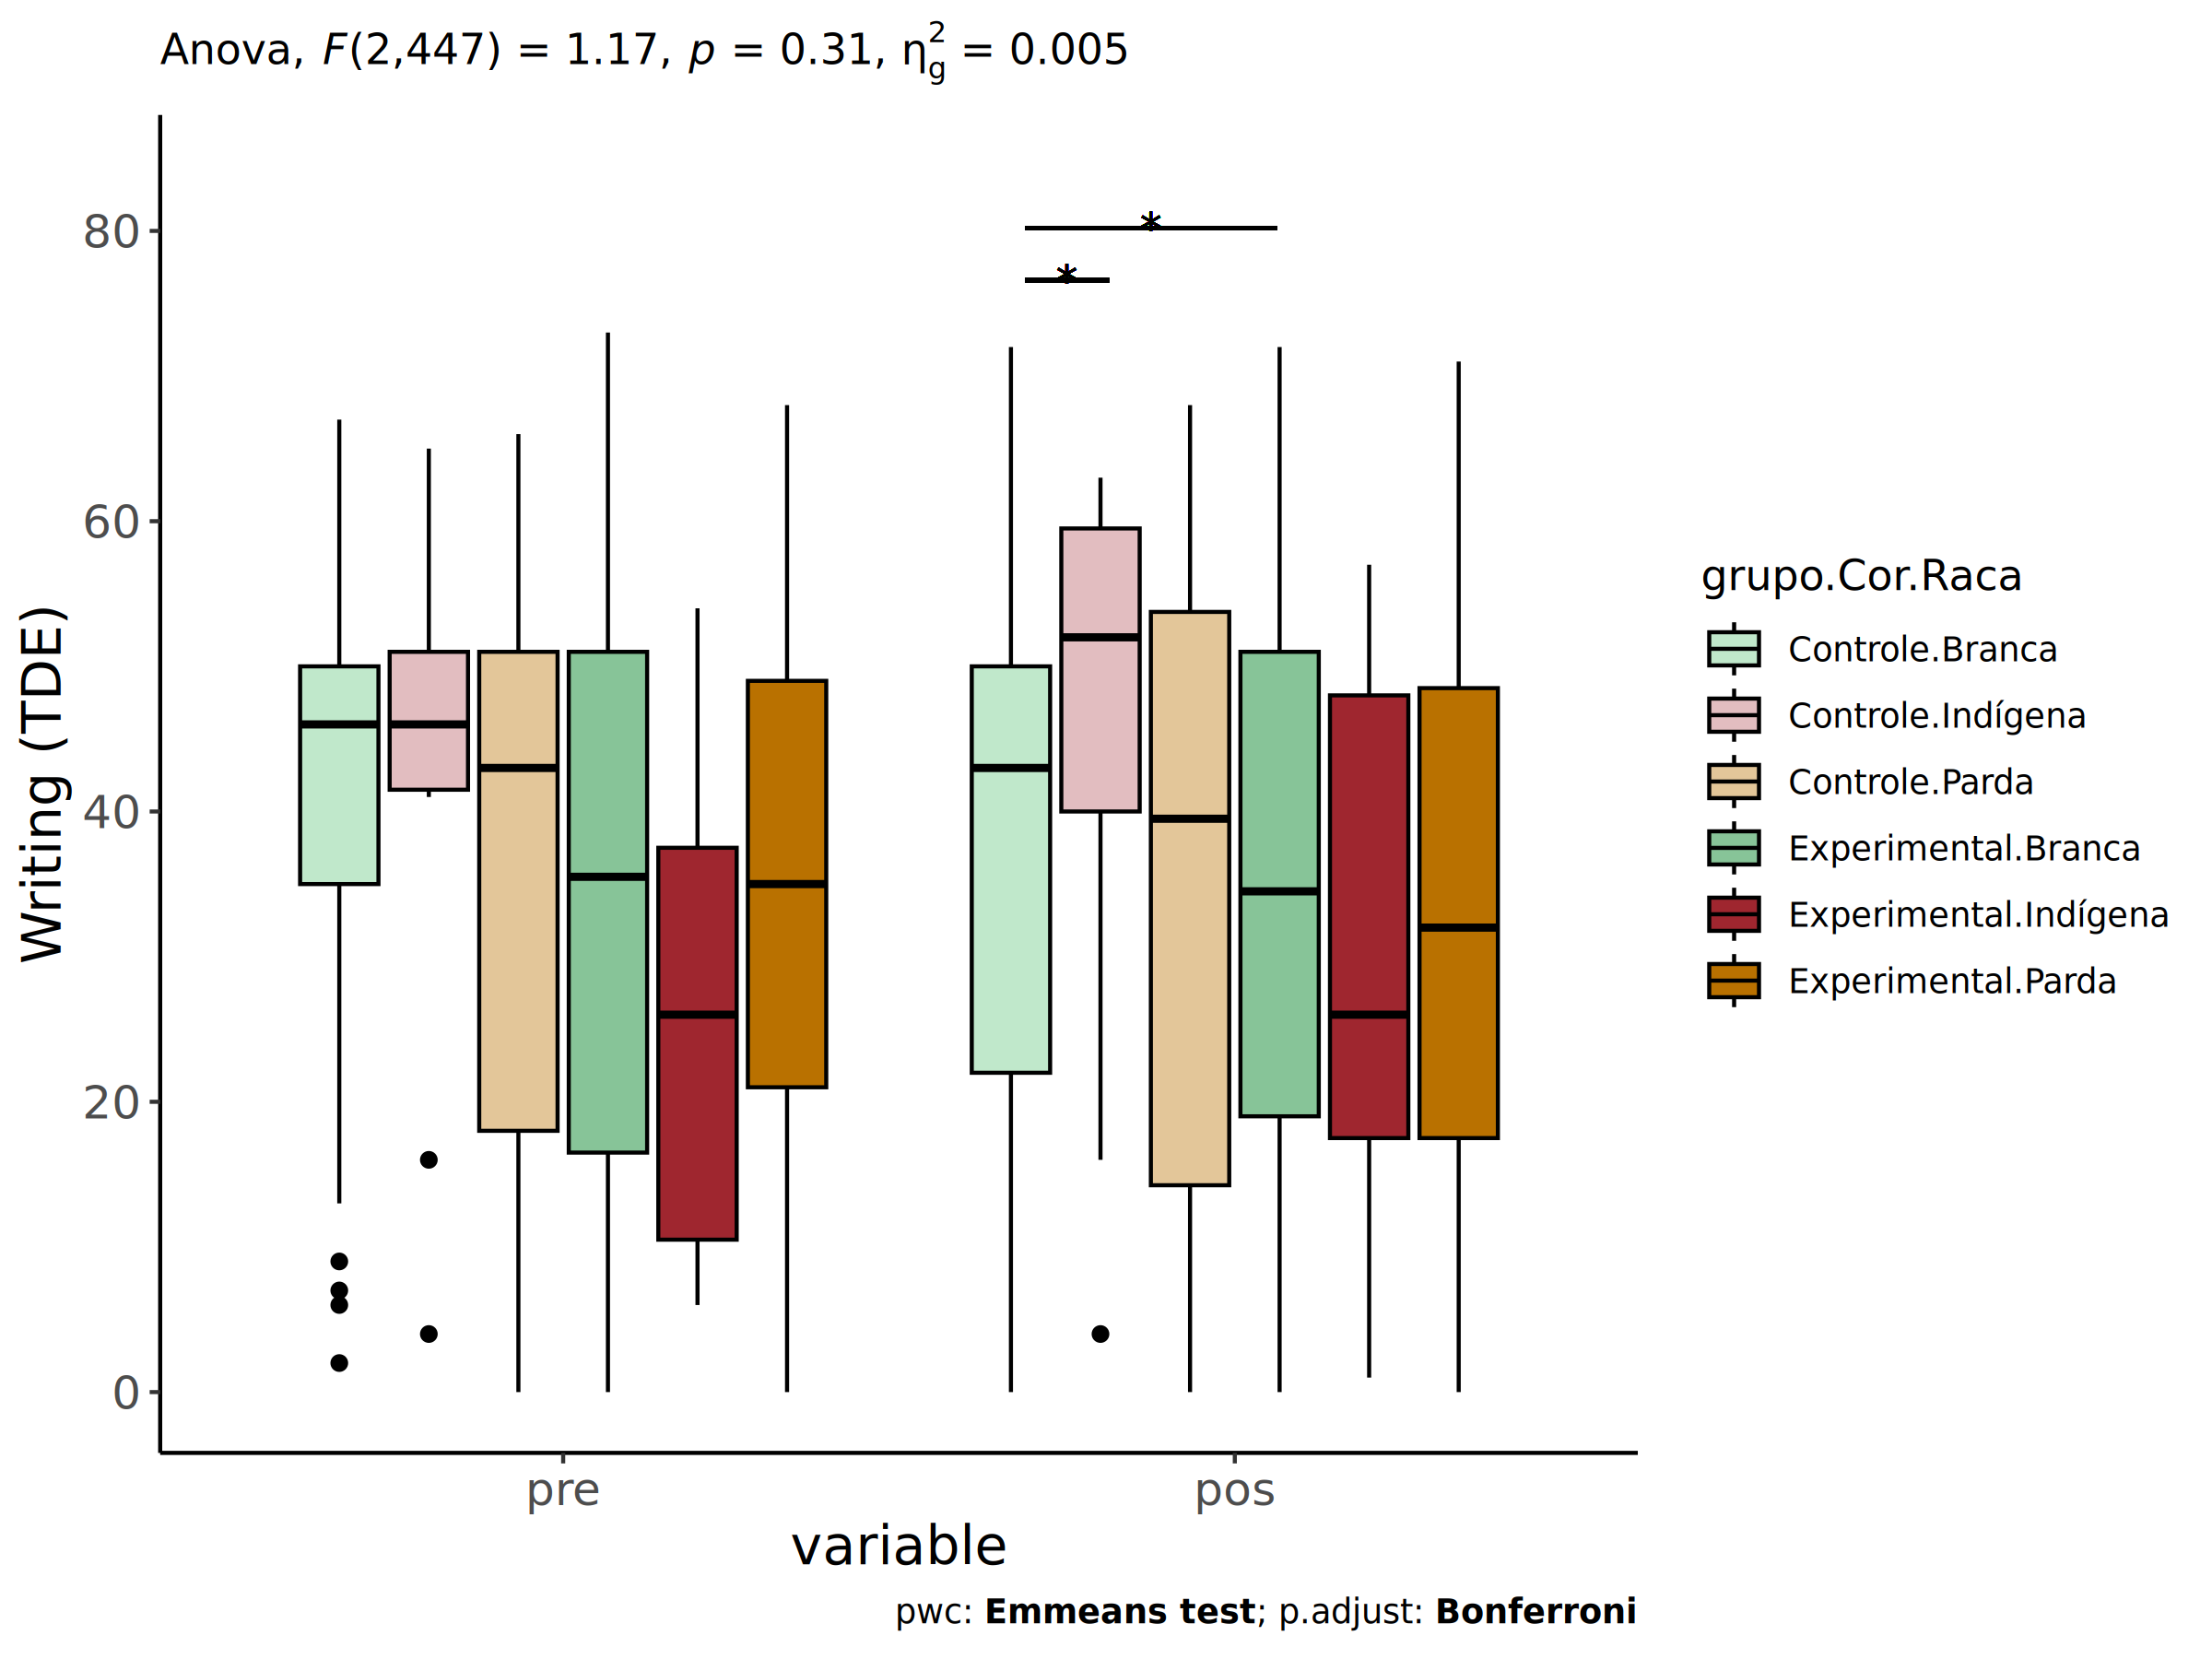 Anova, F(2,447) = 1.17, p = 0.31, η²g = 0.005
Writing (TDE)
80
60
40
20
0
*
*
pre
pos
variable
grupo.Cor.Raca
Controle.Branca
Controle.Indígena
Controle.Parda
Experimental.Branca
Experimental.Indígena
Experimental.Parda
pwc: Emmeans test; p.adjust: Bonferroni